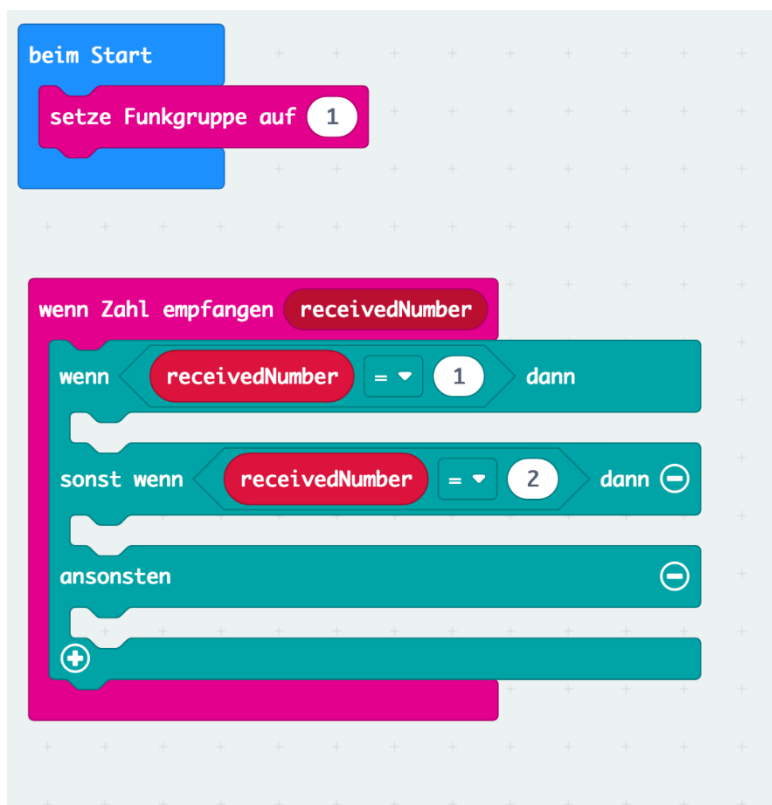 beim Start
setze Funkgruppe auf 1
wenn Zahl empfangen receivedNumber
wenn receivedNumber = 1 dann
sonst wenn receivedNumber = 2 dann
ansonsten